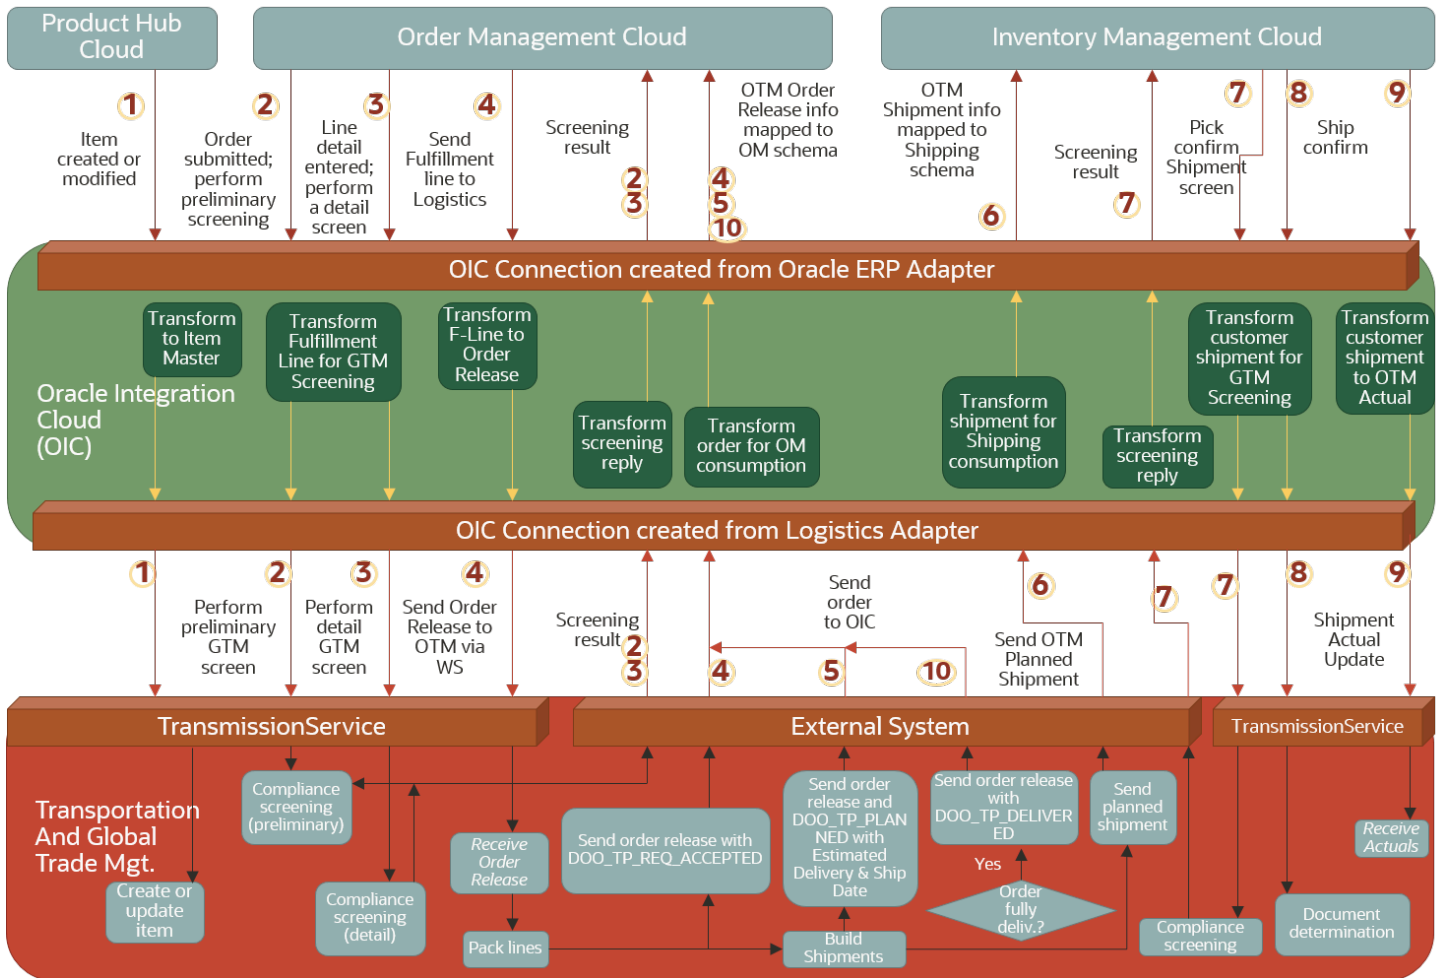 Product Hub
Cloud
Order Management Cloud
Inventory Management Cloud
1
Item
created or
modified
2
Order
submitted;
perform
preliminary
screening
3
Line
detail
entered;
perform
a detail
screen
4
Send
Fulfillment
line to
Logistics
Screening
result
2
3
OTM Order
Release info
mapped to
OM schema
4
5
10
OTM
Shipment info
mapped to
Shipping
schema
6
Screening
result
7
7
Pick
confirm
Shipment
screen
8
Ship
confirm
9
OIC Connection created from Oracle ERP Adapter
Oracle Integration
Cloud
(OIC)
Transform
to Item
Master
Transform
Fulfillment
Line for GTM
Screening
Transform
F-Line to
Order
Release
Transform
screening
reply
Transform
order for OM
consumption
Transform
shipment for
Shipping
consumption
Transform
screening
reply
Transform
customer
shipment for
GTM
Screening
Transform
customer
shipment
to OTM
Actual
OIC Connection created from Logistics Adapter
1
2
Perform
preliminary
GTM
screen
3
Perform
detail
GTM
screen
4
Send Order
Release to
OTM via
WS
Screening
result
2
3
4
Send
order
to OIC
5
10
6
Send OTM
Planned
Shipment
7
7
8
9
Shipment
Actual
Update
TransmissionService
External System
TransmissionService
Transportation
And Global
Trade Mgt.
Create or
update
item
Compliance
screening
(preliminary)
Compliance
screening
(detail)
Receive
Order
Release
Pack lines
Send order release with
DOO_TP_REQ_ACCEPTED
Send order
release and
DOO_TP_PLAN
NED with
Estimated
Delivery & Ship
Date
Build
Shipments
Send order release
with
DOO_TP_DELIVER
ED
Yes
Order
fully
deliv.?
Send
planned
shipment
Compliance
screening
Document
determination
Receive
Actuals